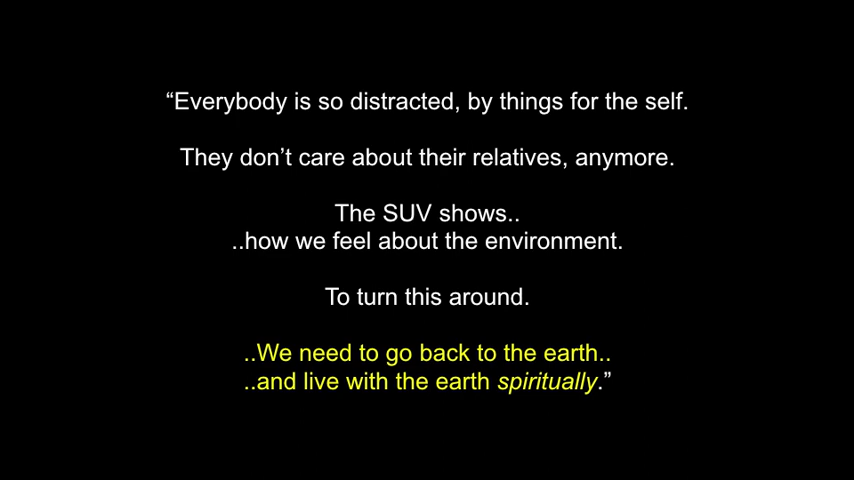 “Everybody is so distracted, by things for the self.
They don’t care about their relatives, anymore.
The SUV shows..
..how we feel about the environment.
To turn this around.
..We need to go back to the earth..
..and live with the earth spiritually.”